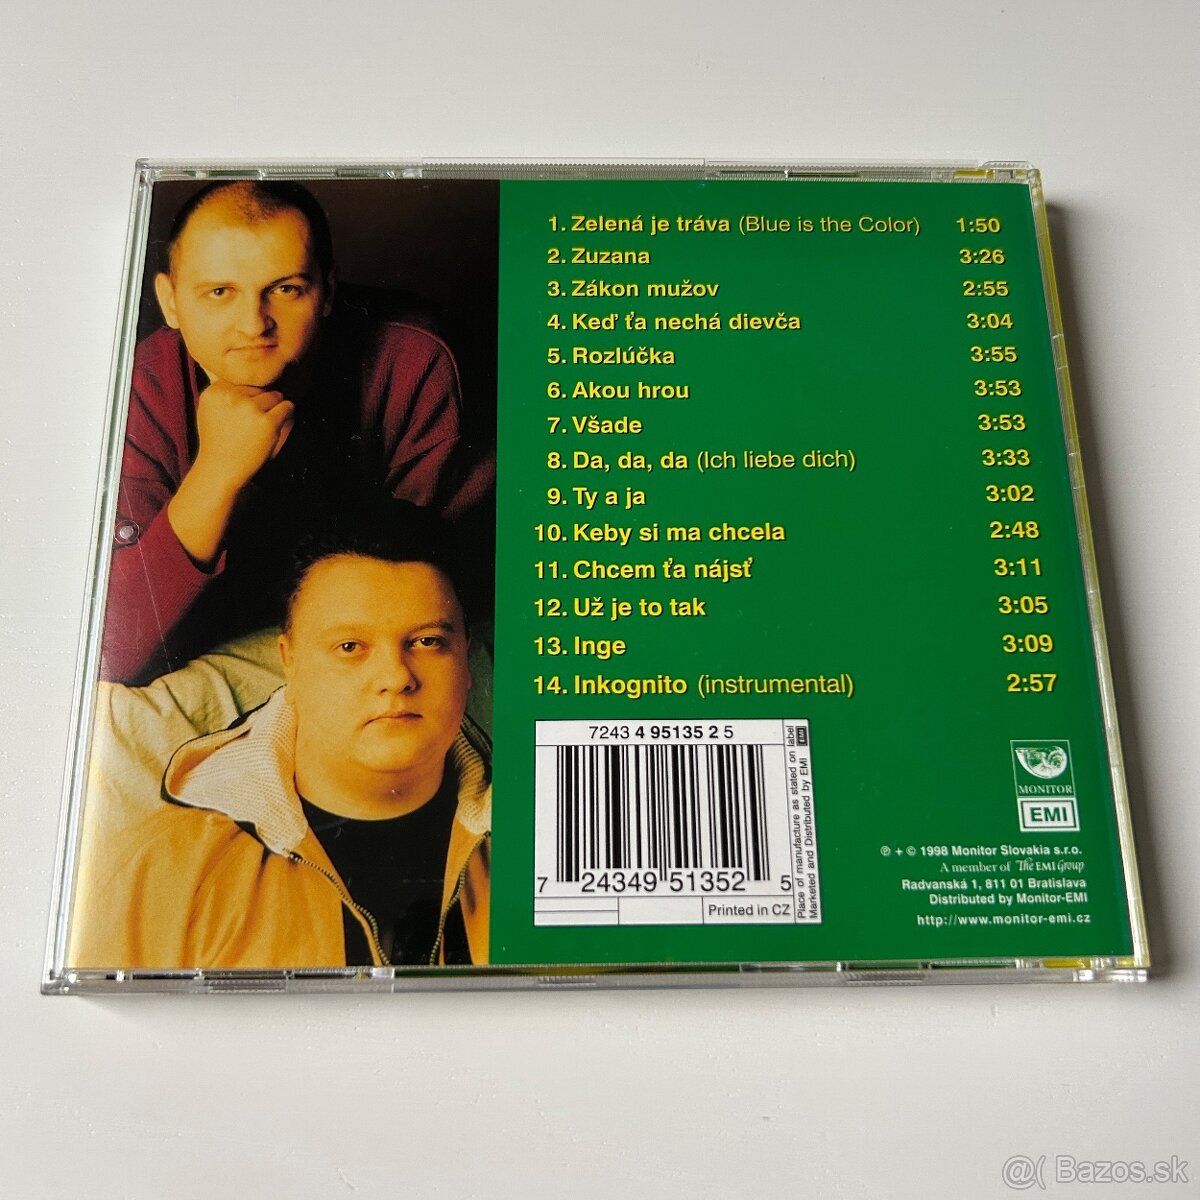 1. Zelená je tráva (Blue is the Color) 1:50
2. Zuzana 3:26
3. Zákon mužov 2:55
4. Keď ťa nechá dievča 3:04
5. Rozlúčka 3:55
6. Akou hrou 3:53
7. Všade 3:53
8. Da, da, da (Ich liebe dich) 3:33
9. Ty a ja 3:02
10. Keby si ma chcela 2:48
11. Chcem ťa nájsť 3:11
12. Už je to tak 3:05
13. Inge 3:09
14. Inkognito (instrumental) 2:57
7243 4 95135 2 5
7 24349 51352 5
Printed in CZ
Place of manufacture as stated on label
Marketed and Distributed by EMI
EMI
MONITOR
EMI
℗ + © 1998 Monitor Slovakia s.r.o.
A member of The EMI Group
Radvanská 1, 811 01 Bratislava
Distributed by Monitor-EMI
http://www.monitor-emi.cz
@( Bazos.sk